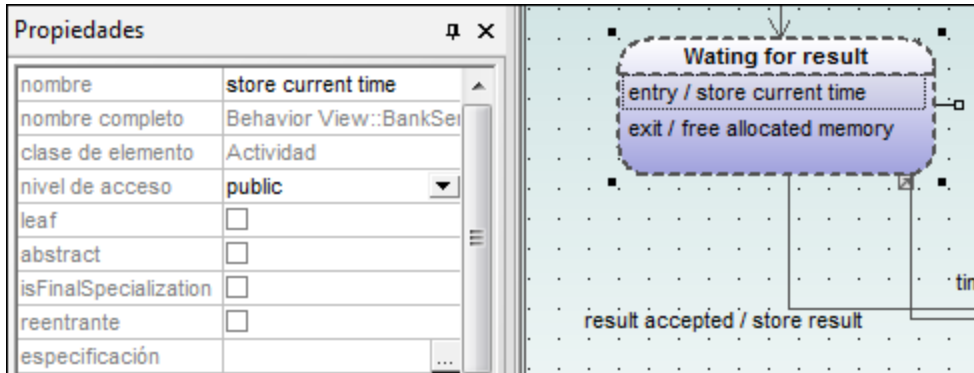 Propiedades
nombre store current time
nombre completo Behavior View::BankSer
clase de elemento Actividad
nivel de acceso public
leaf
abstract
isFinalSpecialization
reentrante
especificación ...
Wating for result
entry / store current time
exit / free allocated memory
tim
result accepted / store result